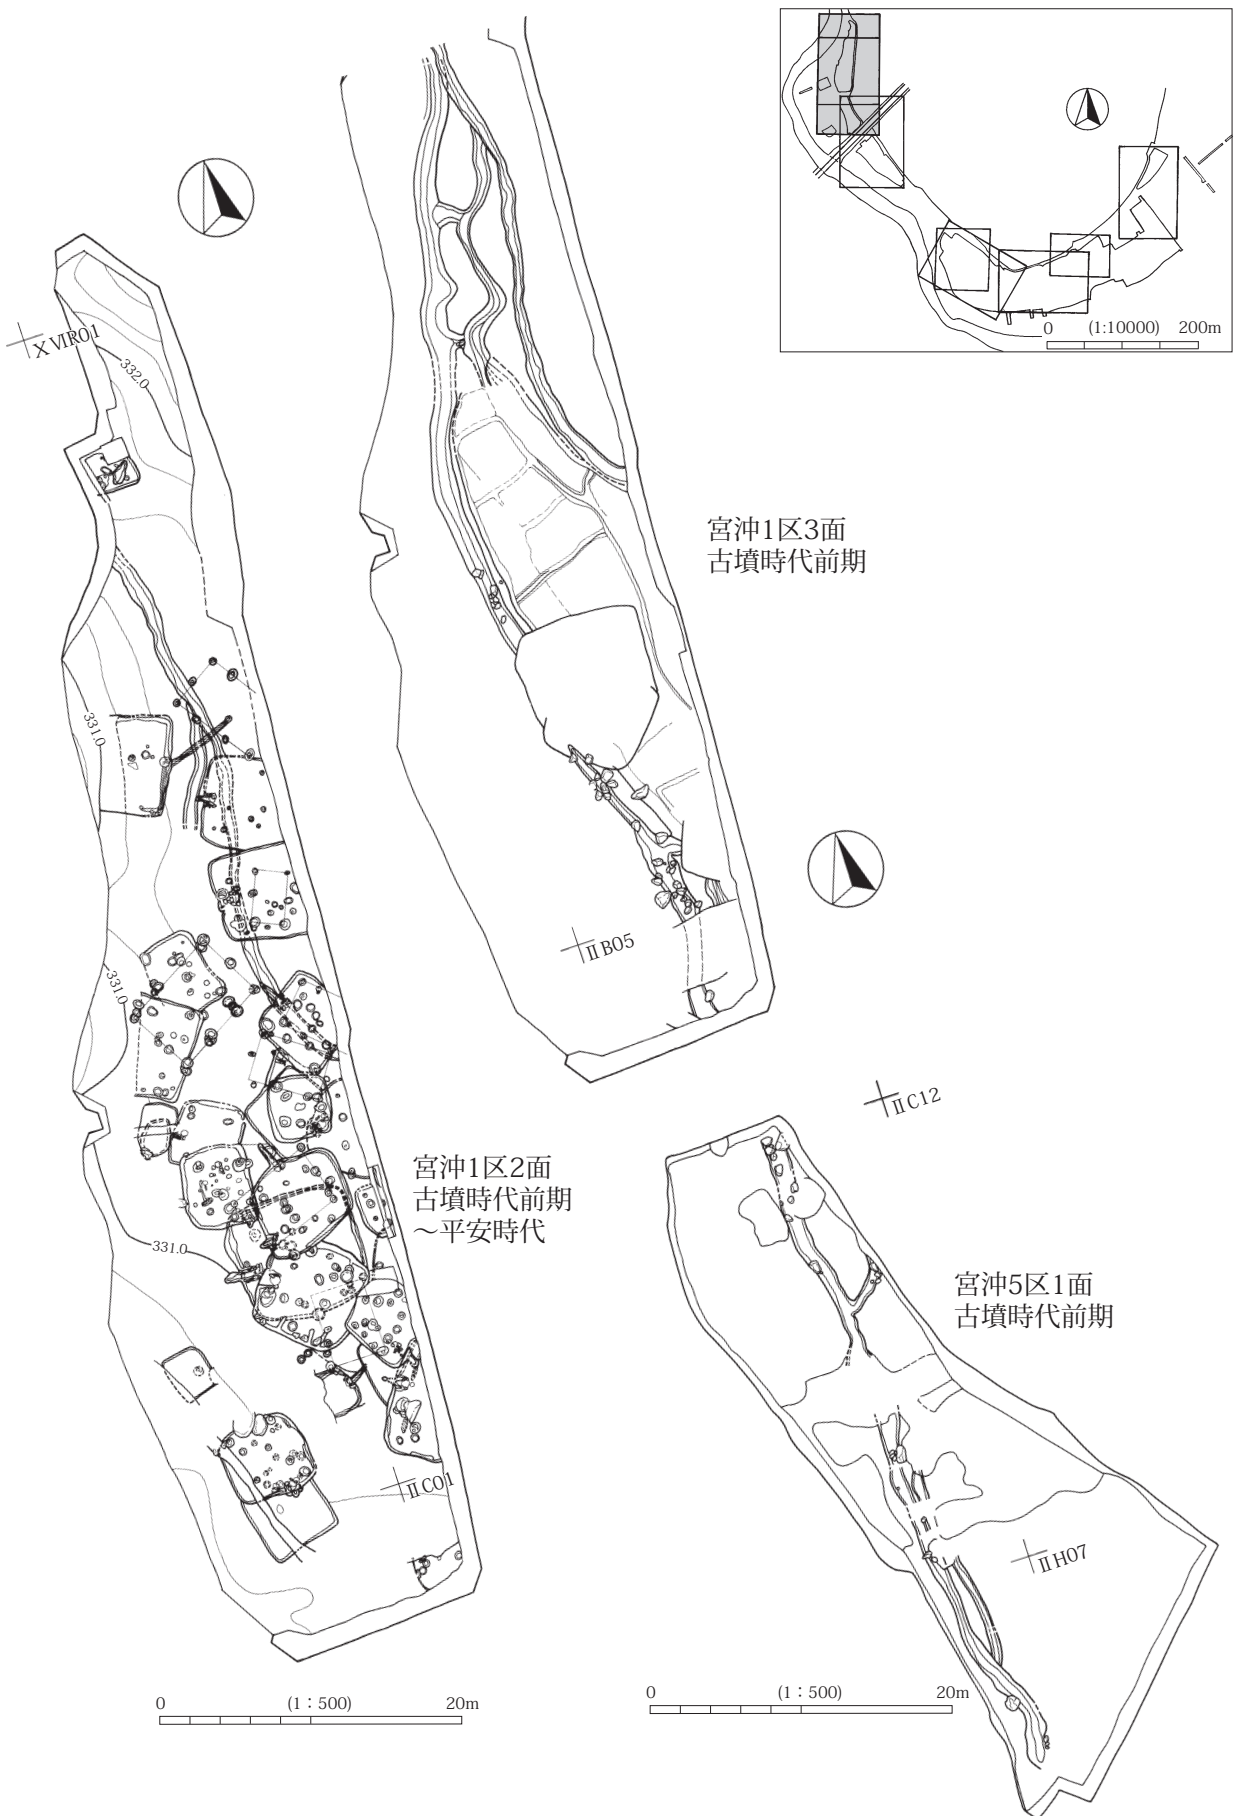 0 (1:10000) 200m
XⅥR01
332.0
宮沖1区3面
古墳時代前期
331.0
ⅡB05
331.0
ⅡC12
宮沖1区2面
古墳時代前期
~平安時代
331.0
宮沖5区1面
古墳時代前期
ⅡC01
ⅡH07
0 (1:500) 20m
0 (1:500) 20m